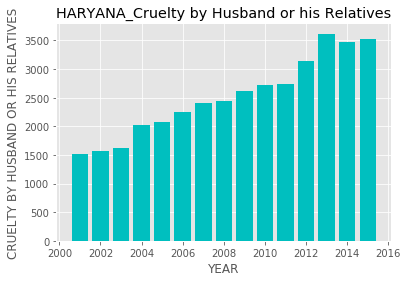 HARYANA_Cruelty by Husband or his Relatives
CRUELTY BY HUSBAND OR HIS RELATIVES
3500
3000
2500
2000
1500
1000
500
0
2000 2002 2004 2006 2008 2010 2012 2014 2016
YEAR